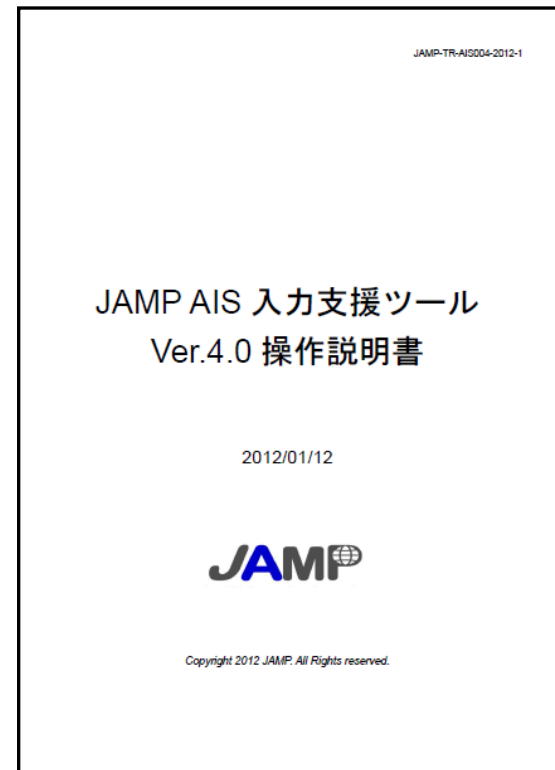 JAMP-TR-AIS004-2012-1
JAMP AIS 入力支援ツール
Ver.4.0 操作説明書
2012/01/12
JAMP
Copyright 2012 JAMP. All Rights reserved.